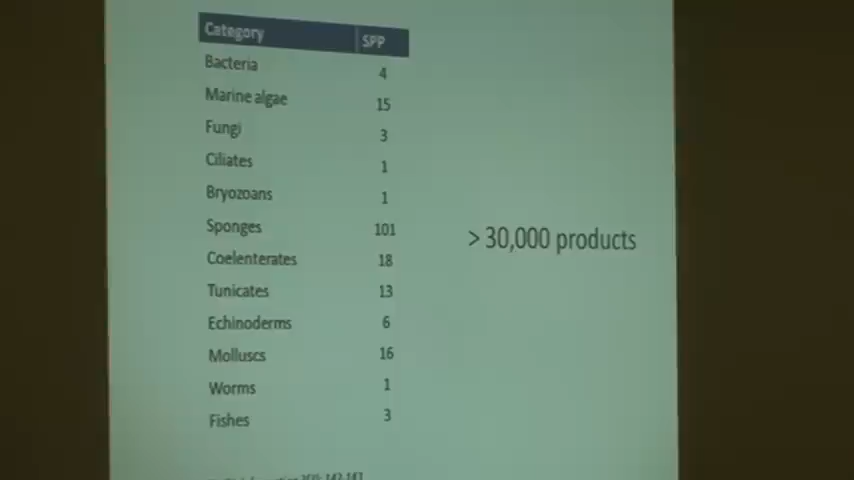 Category SPP
Bacteria 4
Marine algae 15
Fungi 3
Ciliates 1
Bryozoans 1
Sponges 101
> 30,000 products
Coelenterates 18
Tunicates 13
Echinoderms 6
Molluscs 16
Worms 1
Fishes 3